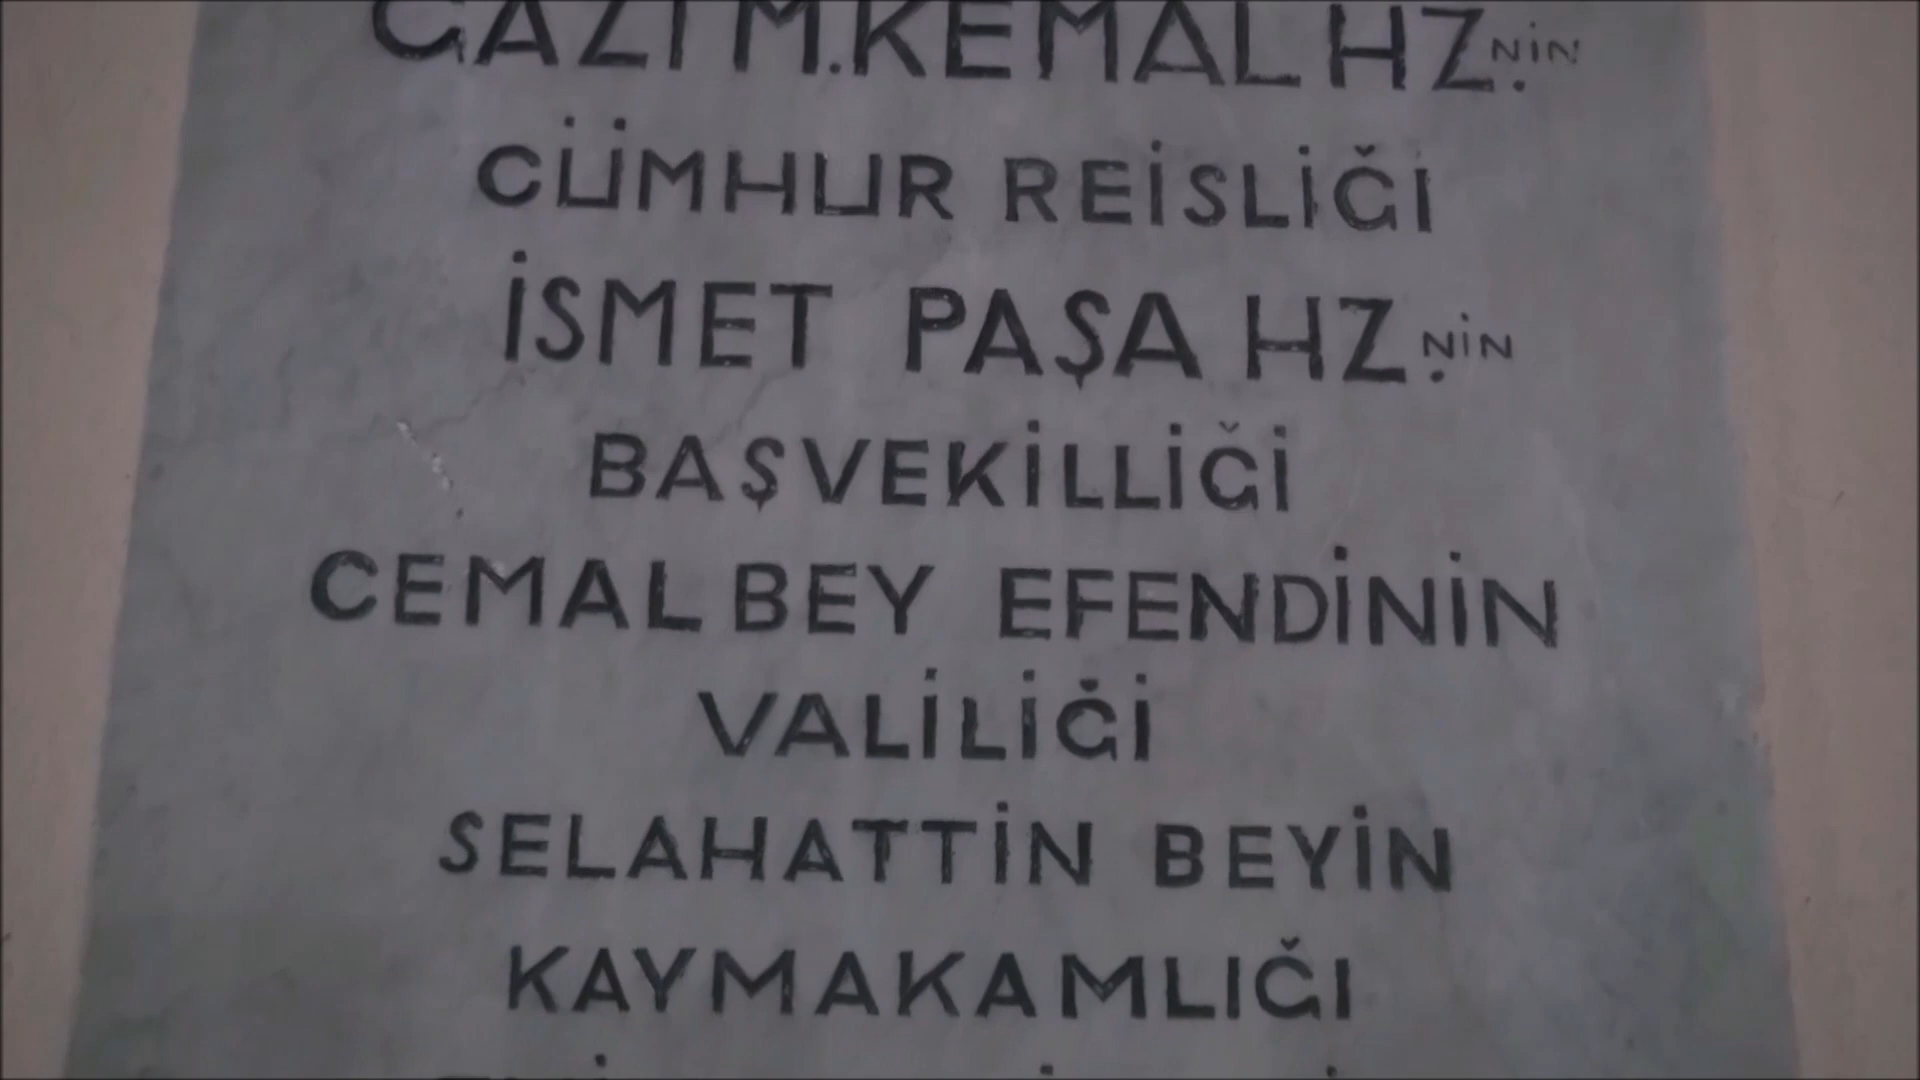 GAZİ M.KEMAL HZ.NİN
CÜMHUR REİSLİĞİ
İSMET PAŞA HZ.NİN
BAŞVEKİLLİĞİ
CEMAL BEY EFENDİNİN
VALİLİĞİ
SELAHATTİN BEYİN
KAYMAKAMLIĞI